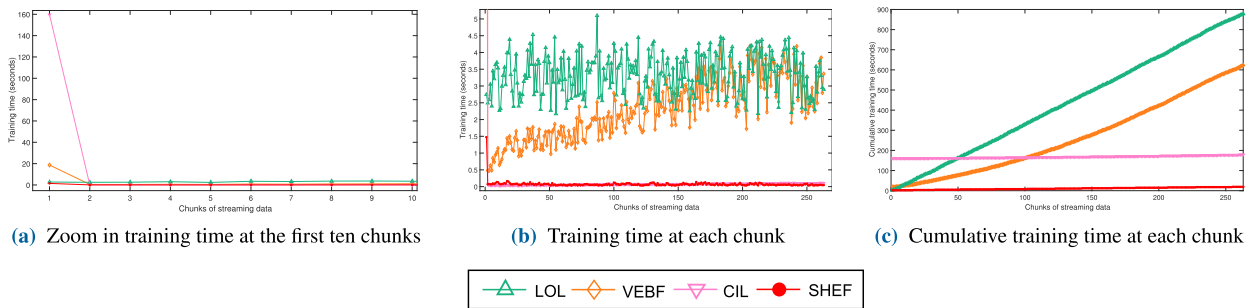 160
140
120
100
80
60
40
20
0
Training time (seconds)
1 2 3 4 5 6 7 8 9 10
Chunks of streaming data
(a) Zoom in training time at the first ten chunks
5
4.5
4
3.5
3
2.5
2
1.5
1
0.5
0
Training time (seconds)
0 50 100 150 200 250
Chunks of streaming data
(b) Training time at each chunk
900
800
700
600
500
400
300
200
100
0
Cumulative training time (seconds)
0 50 100 150 200 250
Chunks of streaming data
(c) Cumulative training time at each chunk
LOL VEBF CIL SHEF